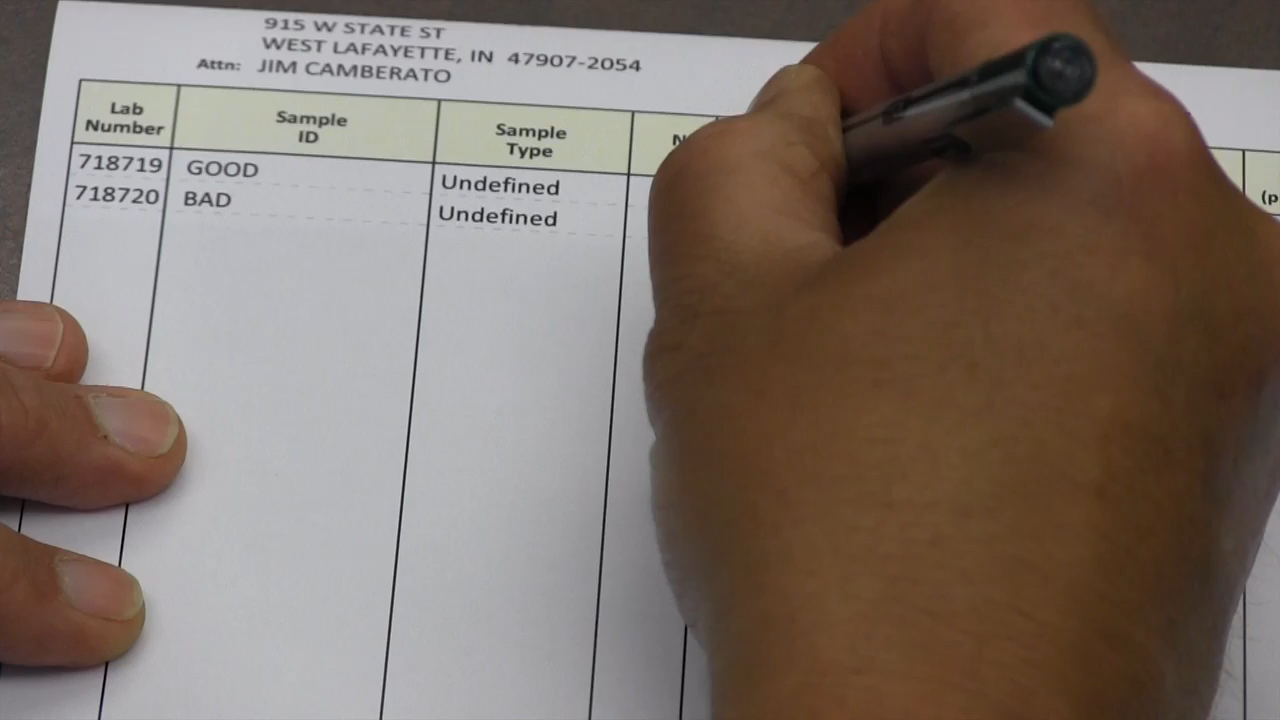 915 W STATE ST
WEST LAFAYETTE, IN 47907-2054
Attn: JIM CAMBERATO
Lab Number Sample ID Sample Type
718719 GOOD Undefined
718720 BAD Undefined